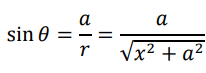 sin θ = a/r = a/√(x² + a²)